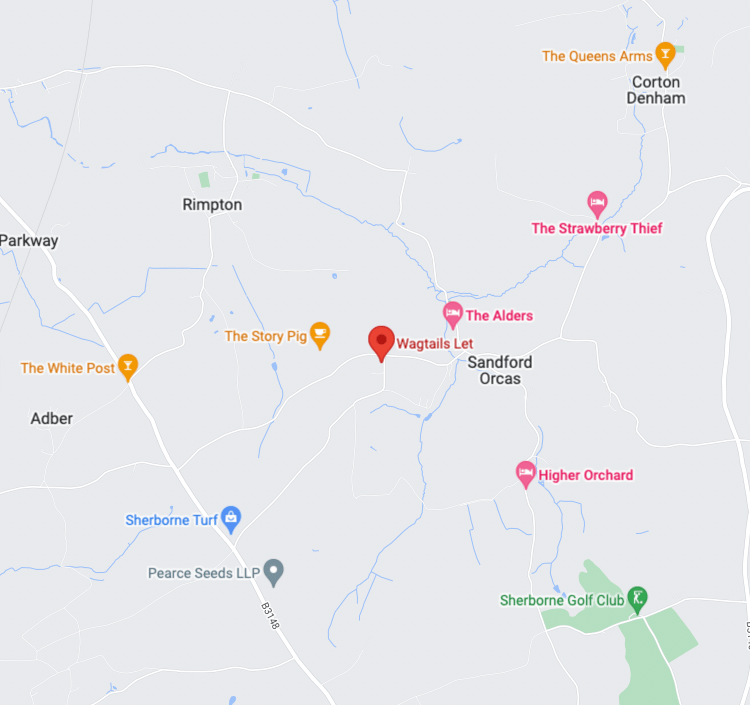 The Queens Arms
Corton
Denham
Rimpton
The Strawberry Thief
Parkway
The Alders
The Story Pig
Wagtails Let
The White Post
Sandford
Orcas
Adber
Higher Orchard
Sherborne Turf
Pearce Seeds LLP
B3148
Sherborne Golf Club